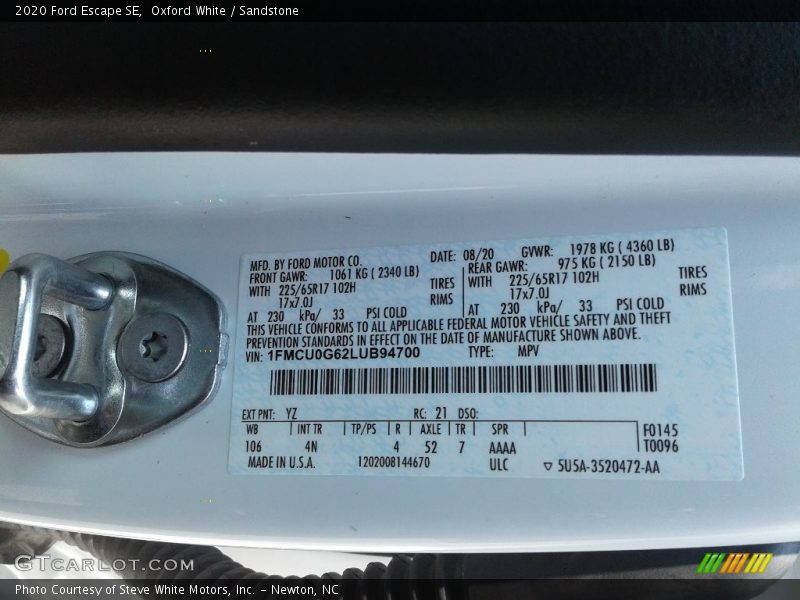 2020 Ford Escape SE, Oxford White / Sandstone
MFD. BY FORD MOTOR CO. DATE: 08/20 GVWR: 1978 KG ( 4360 LB)
FRONT GAWR: 1061 KG ( 2340 LB) REAR GAWR: 975 KG ( 2150 LB)
WITH 225/65R17 102H TIRES WITH 225/65R17 102H TIRES
17x7.0J RIMS 17x7.0J RIMS
AT 230 kPa/ 33 PSI COLD AT 230 kPa/ 33 PSI COLD
THIS VEHICLE CONFORMS TO ALL APPLICABLE FEDERAL MOTOR VEHICLE SAFETY AND THEFT
PREVENTION STANDARDS IN EFFECT ON THE DATE OF MANUFACTURE SHOWN ABOVE.
VIN: 1FMCU0G62LUB94700 TYPE: MPV
EXT PNT: YZ RC: 21 DSO:
WB INT TR TP/PS R AXLE TR SPR F0145
106 4N 4 52 7 AAAA T0096
MADE IN U.S.A. 1202008144670 ULC ▽ 5U5A-3520472-AA
GTCARLOT.COM
Photo Courtesy of Steve White Motors, Inc. – Newton, NC